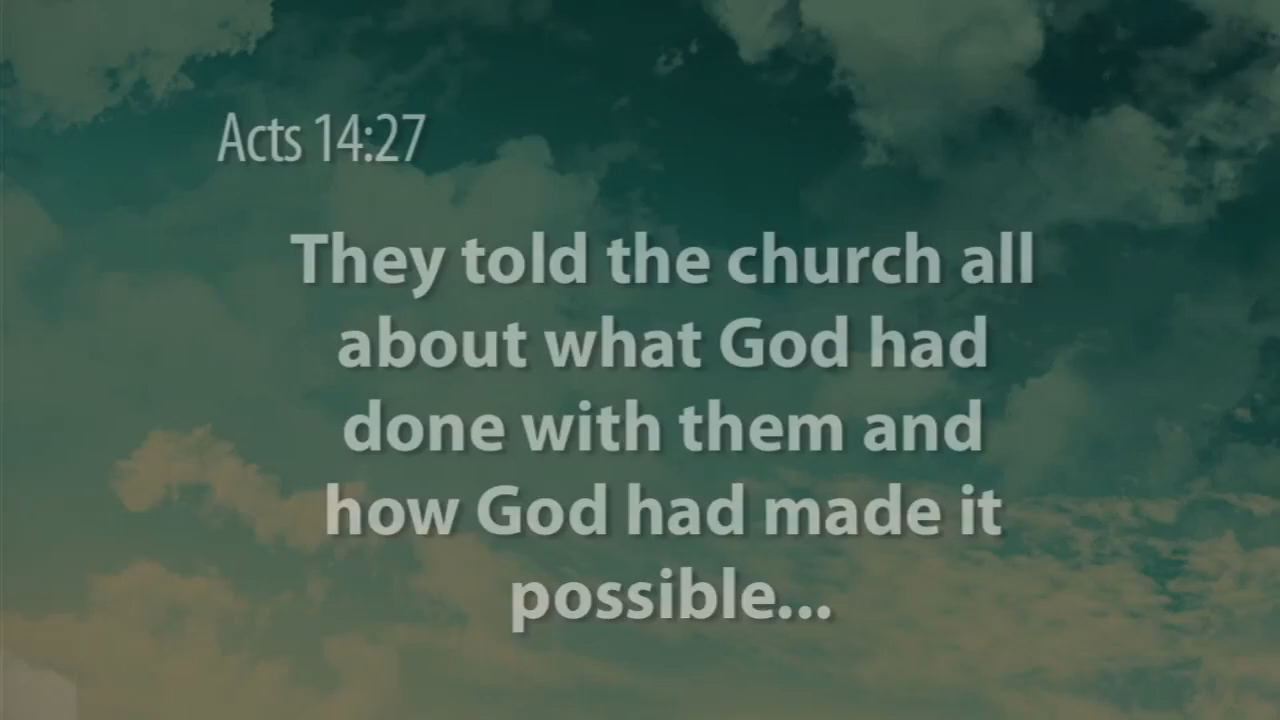 Acts 14:27
They told the church all
about what God had
done with them and
how God had made it
possible...